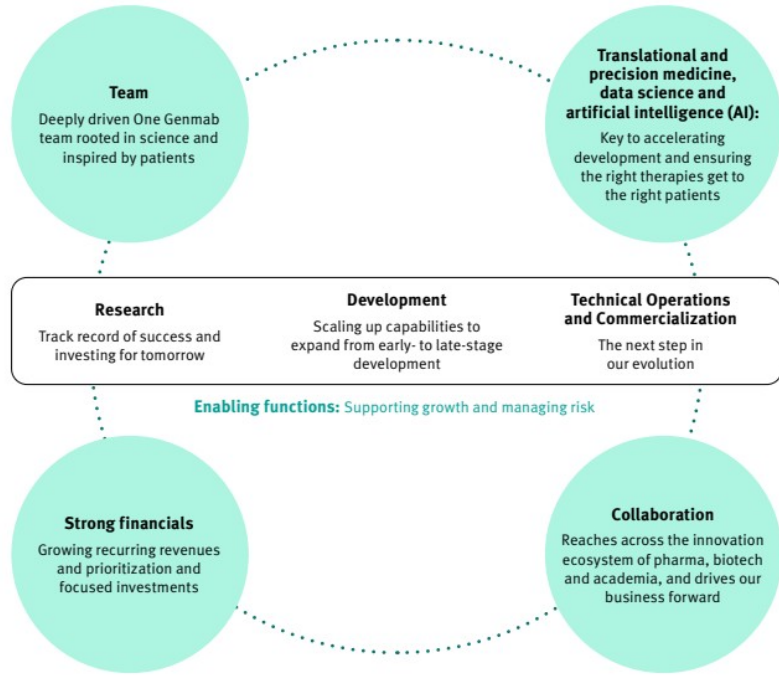 Team
Deeply driven One Genmab
team rooted in science and
inspired by patients
Translational and
precision medicine,
data science and
artificial intelligence (AI):
Key to accelerating
development and ensuring
the right therapies get to
the right patients
Research
Track record of success and
investing for tomorrow
Development
Scaling up capabilities to
expand from early- to late-stage
development
Technical Operations
and Commercialization
The next step in
our evolution
Enabling functions: Supporting growth and managing risk
Strong financials
Growing recurring revenues
and prioritization and
focused investments
Collaboration
Reaches across the innovation
ecosystem of pharma, biotech
and academia, and drives our
business forward